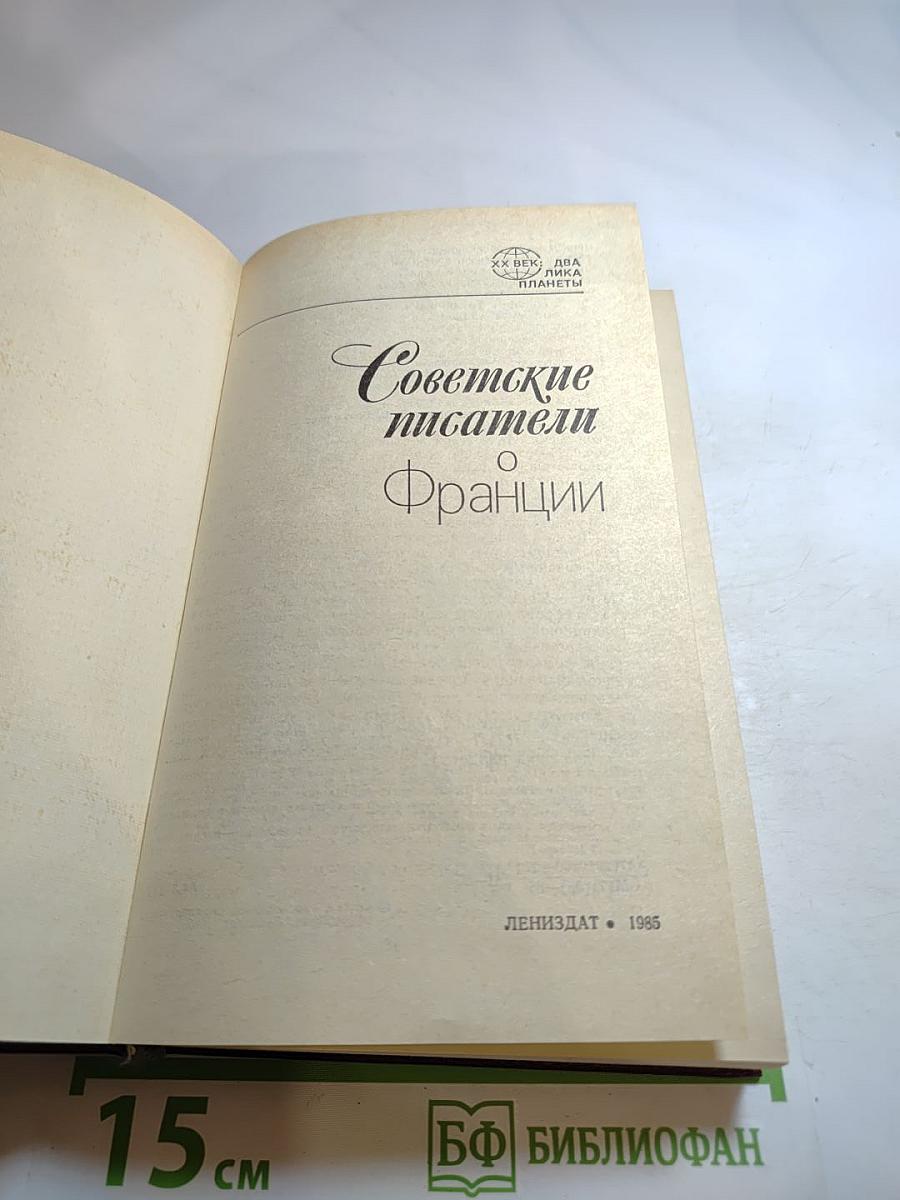 XX ВЕК: ДВА
ЛИКА
ПЛАНЕТЫ
Советские
писатели
о
Франции
ЛЕНИЗДАТ • 1985
15 см
БФ БИБЛИОФАН